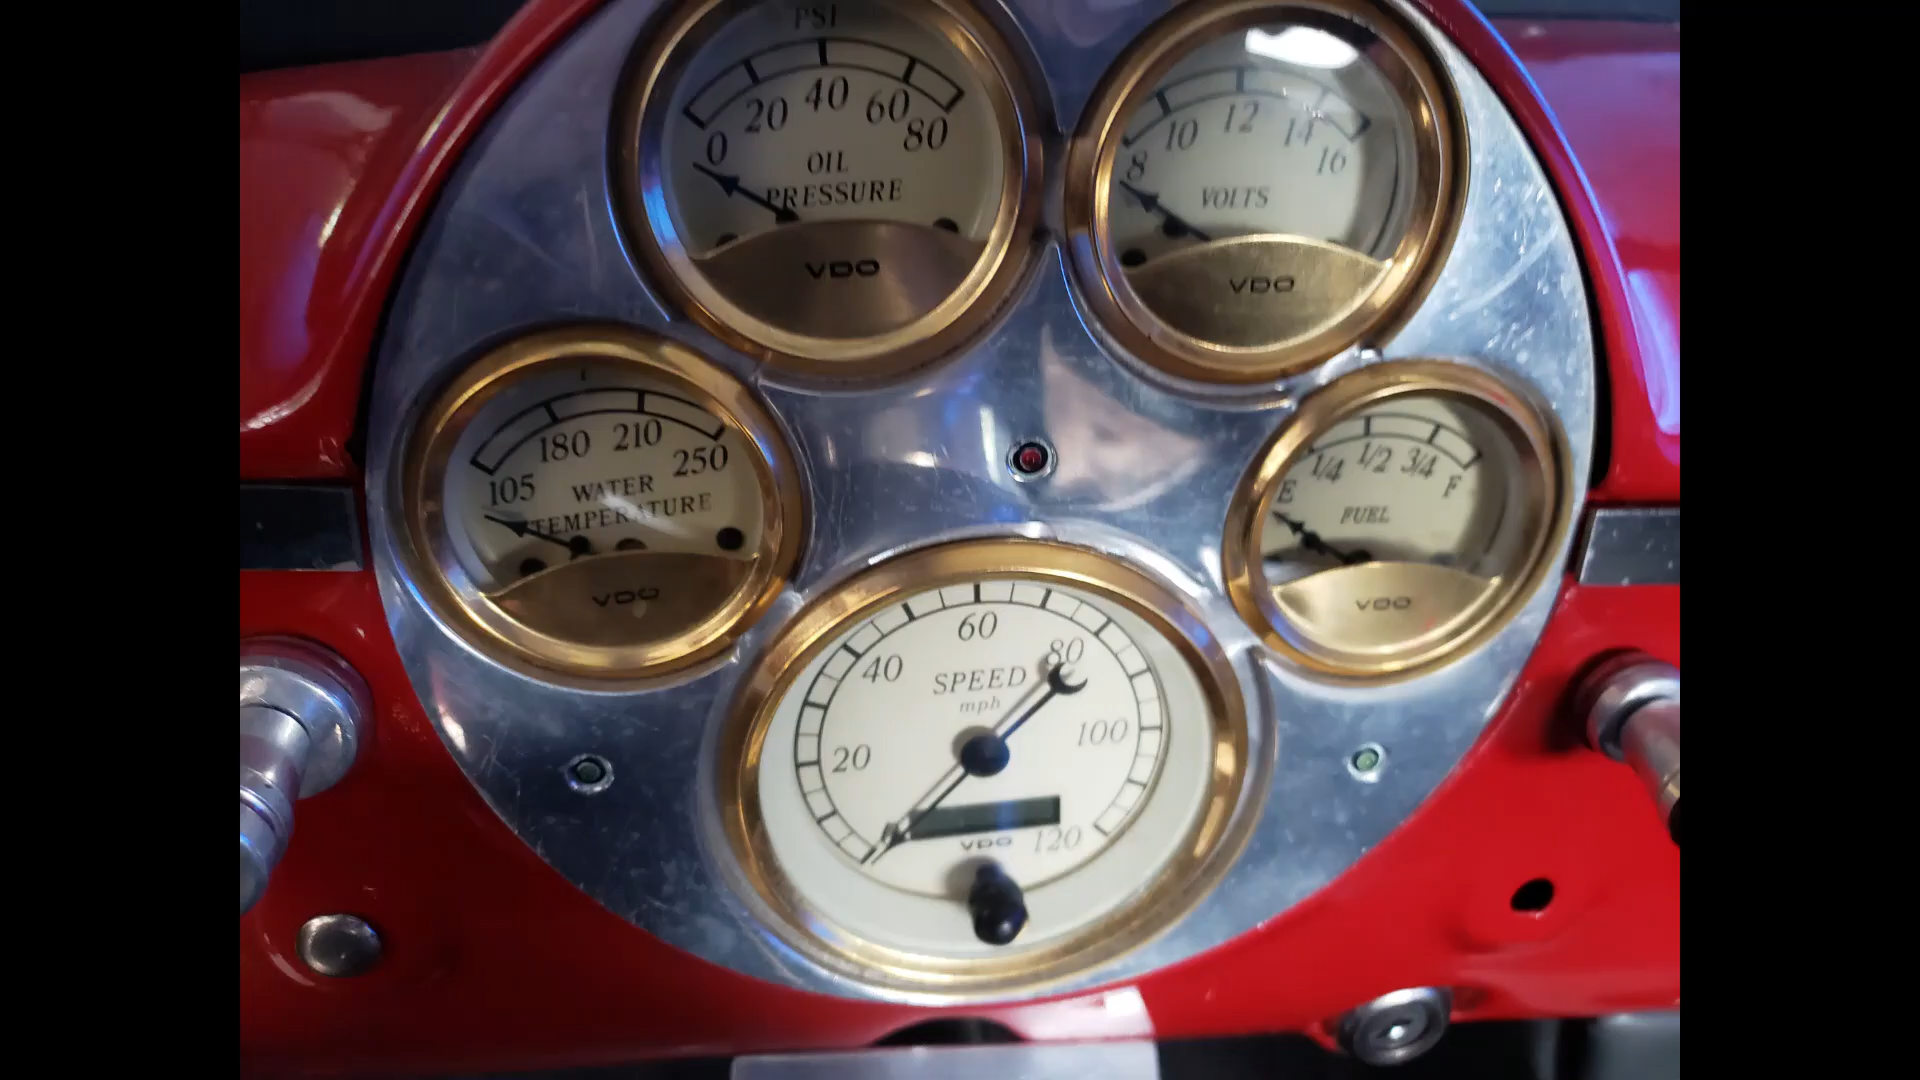 PSI
0 20 40 60 80
OIL
PRESSURE
VDO
8 10 12 14 16
VOLTS
VDO
105 180 210 250
WATER
TEMPERATURE
VDO
E 1/4 1/2 3/4 F
FUEL
VDO
20 40 60 80 100 120
SPEED
mph
VDO